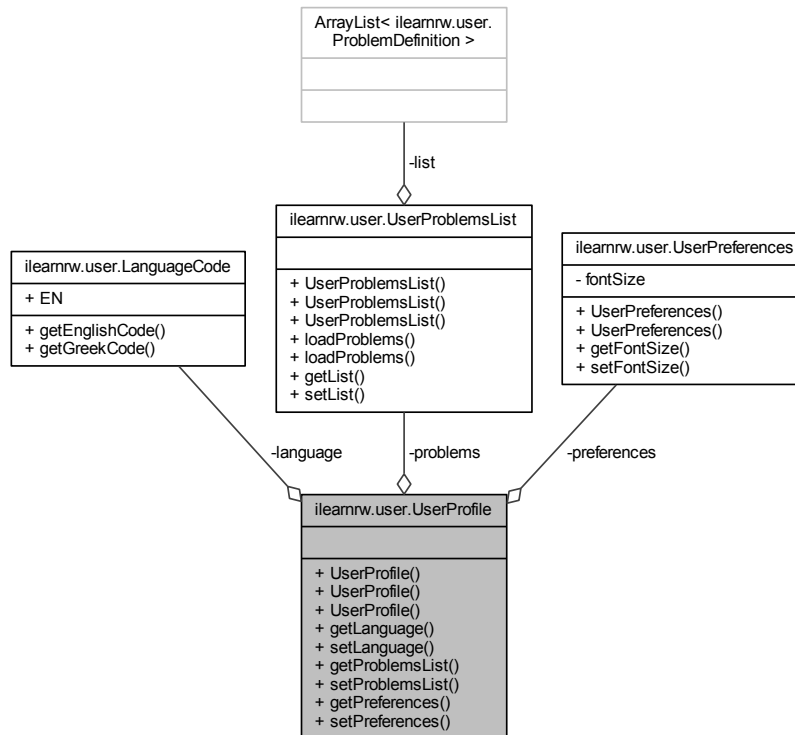 ArrayList< ilearnrw.user.
ProblemDefinition >
-list
ilearnrw.user.UserProblemsList
+ UserProblemsList()
+ UserProblemsList()
+ UserProblemsList()
+ loadProblems()
+ loadProblems()
+ getList()
+ setList()
ilearnrw.user.LanguageCode
+ EN
+ getEnglishCode()
+ getGreekCode()
ilearnrw.user.UserPreferences
- fontSize
+ UserPreferences()
+ UserPreferences()
+ getFontSize()
+ setFontSize()
-language
-problems
-preferences
ilearnrw.user.UserProfile
+ UserProfile()
+ UserProfile()
+ UserProfile()
+ getLanguage()
+ setLanguage()
+ getProblemsList()
+ setProblemsList()
+ getPreferences()
+ setPreferences()